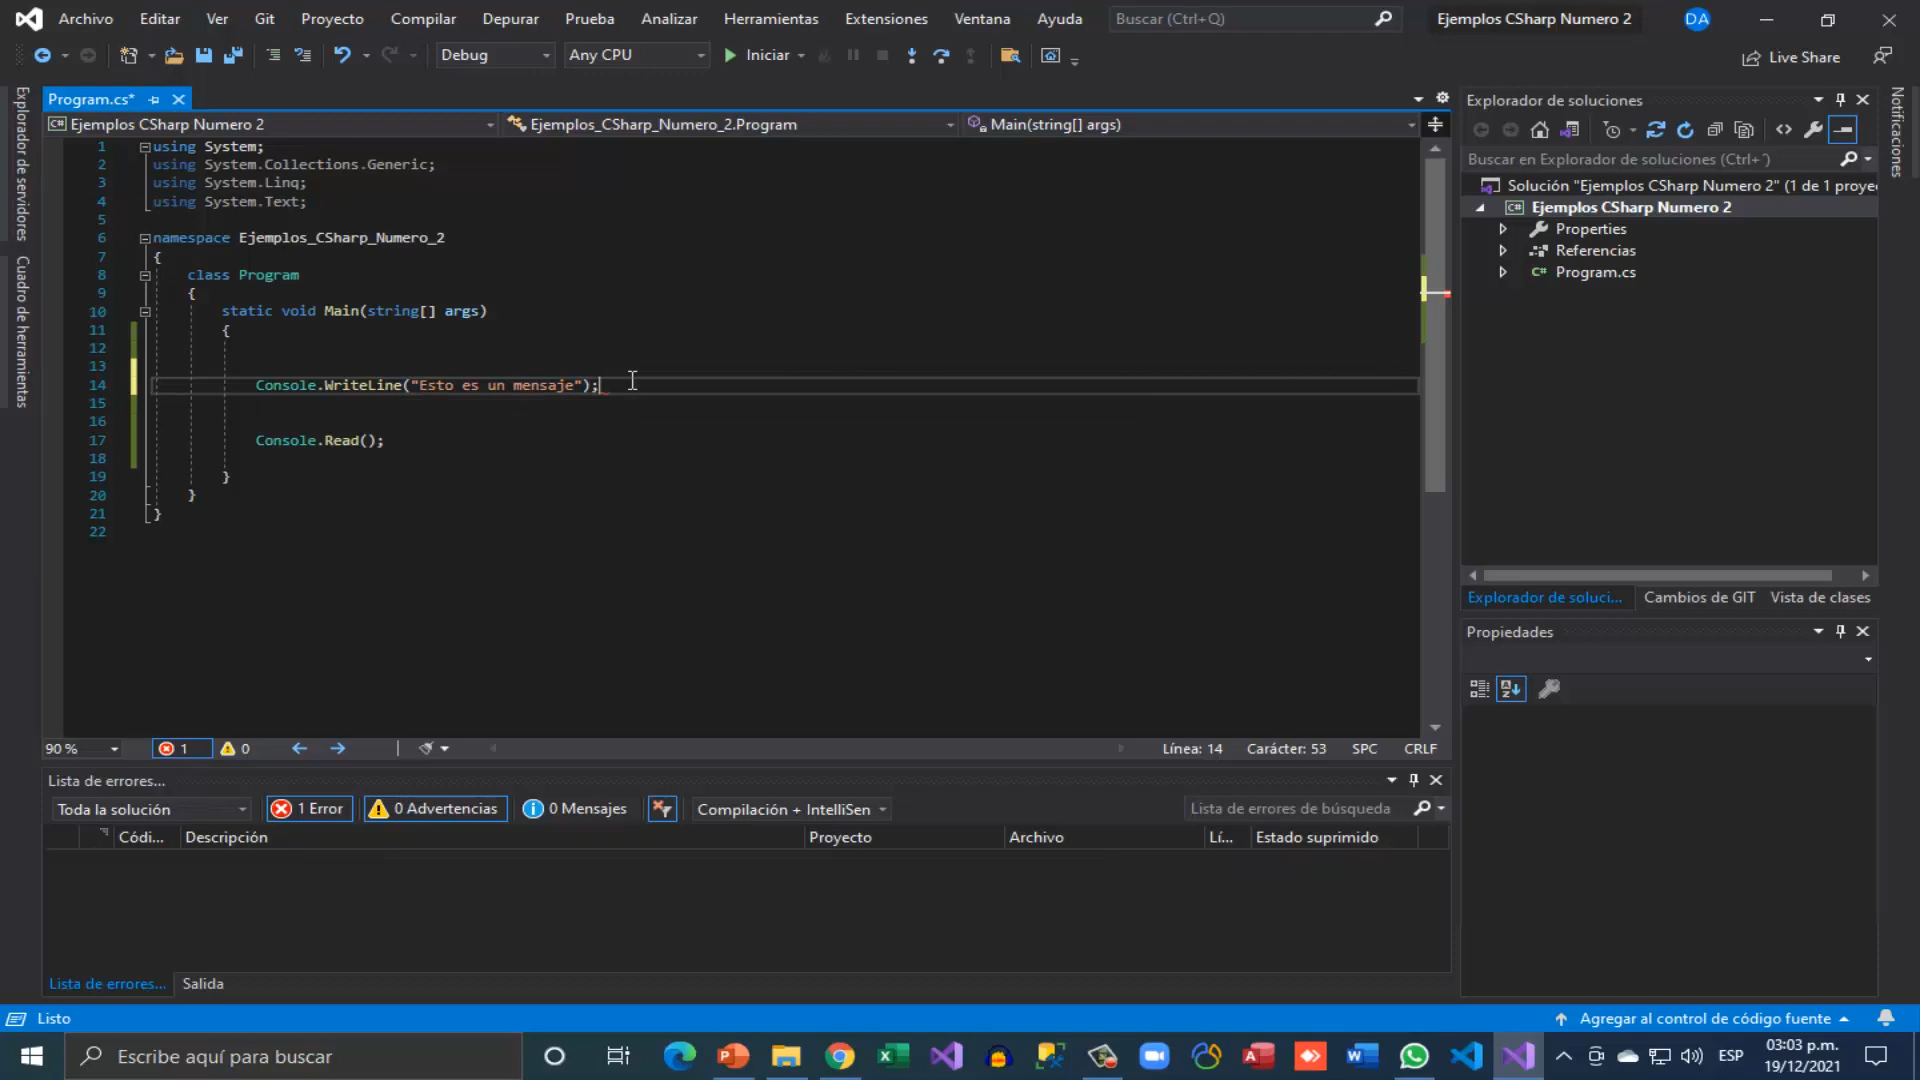 Archivo Editar Ver Git Proyecto Compilar Depurar Prueba Analizar Herramientas Extensiones Ventana Ayuda Buscar (Ctrl+Q) Ejemplos CSharp Numero 2 DA
Debug Any CPU Iniciar Live Share
Explorador de servidores
Cuadro de herramientas
Program.cs*
C# Ejemplos CSharp Numero 2 Ejemplos_CSharp_Numero_2.Program Main(string[] args)
1 using System;
2 using System.Collections.Generic;
3 using System.Linq;
4 using System.Text;
5
6 namespace Ejemplos_CSharp_Numero_2
7 {
8 class Program
9 {
10 static void Main(string[] args)
11 {
12
13
14 Console.WriteLine("Esto es un mensaje");
15
16
17 Console.Read();
18
19 }
20 }
21 }
22
90 % 1 0 Línea: 14 Carácter: 53 SPC CRLF
Lista de errores...
Toda la solución 1 Error 0 Advertencias 0 Mensajes Compilación + IntelliSen Lista de errores de búsqueda
Códi... Descripción Proyecto Archivo Lí... Estado suprimido
Lista de errores... Salida
Explorador de soluciones
Buscar en Explorador de soluciones (Ctrl+´)
Solución "Ejemplos CSharp Numero 2" (1 de 1 proye
C# Ejemplos CSharp Numero 2
Properties
Referencias
C# Program.cs
Explorador de soluci... Cambios de GIT Vista de clases
Propiedades
Notificaciones
Listo Agregar al control de código fuente
Escribe aquí para buscar ESP 03:03 p.m.
19/12/2021